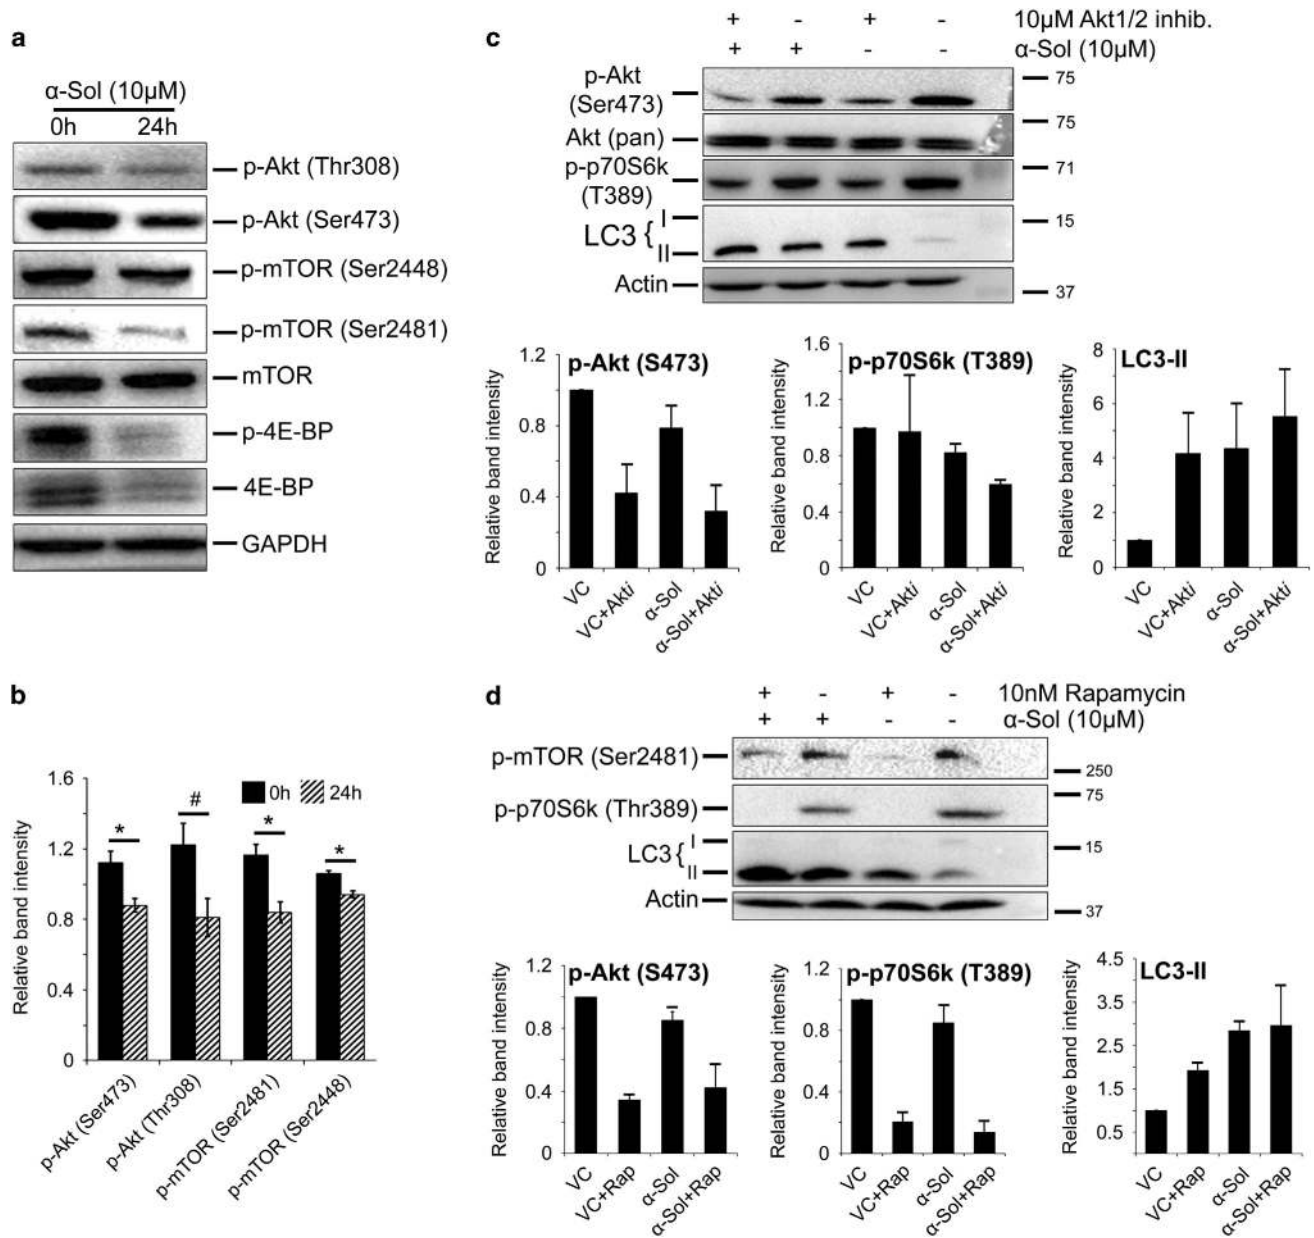 a
α-Sol (10µM)
0h 24h
p-Akt (Thr308)
p-Akt (Ser473)
p-mTOR (Ser2448)
p-mTOR (Ser2481)
mTOR
p-4E-BP
4E-BP
GAPDH
b
1.6
1.2
0.8
0.4
0
Relative band intensity
0h 24h
* # * *
p-Akt (Ser473)
p-Akt (Thr308)
p-mTOR (Ser2481)
p-mTOR (Ser2448)
c
+ - + - 10µM Akt1/2 inhib.
+ + - - α-Sol (10µM)
p-Akt
(Ser473)
75
Akt (pan)
75
p-p70S6k
(T389)
71
LC3 { I
II
15
Actin
37
p-Akt (S473)
Relative band intensity
1.2
0.8
0.4
0
VC
VC+Akti
α-Sol
α-Sol+Akti
p-p70S6k (T389)
Relative band intensity
1.6
1.2
0.8
0.4
0
VC
VC+Akti
α-Sol
α-Sol+Akti
LC3-II
Relative band intensity
8
6
4
2
0
VC
VC+Akti
α-Sol
α-Sol+Akti
d
+ - + - 10nM Rapamycin
+ + - - α-Sol (10µM)
p-mTOR (Ser2481)
250
p-p70S6k (Thr389)
75
LC3 { I
II
15
Actin
37
p-Akt (S473)
Relative band intensity
1.2
0.8
0.4
0
VC
VC+Rap
α-Sol
α-Sol+Rap
p-p70S6k (T389)
Relative band intensity
1.2
0.8
0.4
0
VC
VC+Rap
α-Sol
α-Sol+Rap
LC3-II
Relative band intensity
4.5
3.5
2.5
1.5
0.5
VC
VC+Rap
α-Sol
α-Sol+Rap